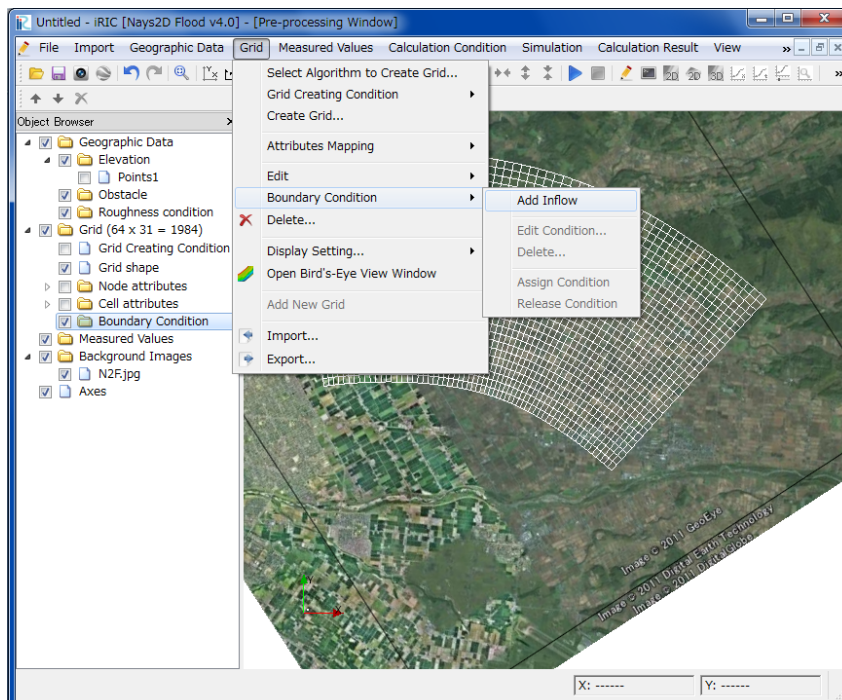 Untitled - iRIC [Nays2D Flood v4.0] - [Pre-processing Window]
File Import Geographic Data Grid Measured Values Calculation Condition Simulation Calculation Result View »
Object Browser
Geographic Data
Elevation
Points1
Obstacle
Roughness condition
Grid (64 x 31 = 1984)
Grid Creating Condition
Grid shape
Node attributes
Cell attributes
Boundary Condition
Measured Values
Background Images
N2F.jpg
Axes
Select Algorithm to Create Grid...
Grid Creating Condition
Create Grid...
Attributes Mapping
Edit
Boundary Condition
Delete...
Display Setting...
Open Bird's-Eye View Window
Add New Grid
Import...
Export...
Add Inflow
Edit Condition...
Delete...
Assign Condition
Release Condition
Image © 2011 GeoEye
Image © 2011 Digital Earth Technology
Image © 2011 DigitalGlobe
Y
X
X: ------ Y: ------